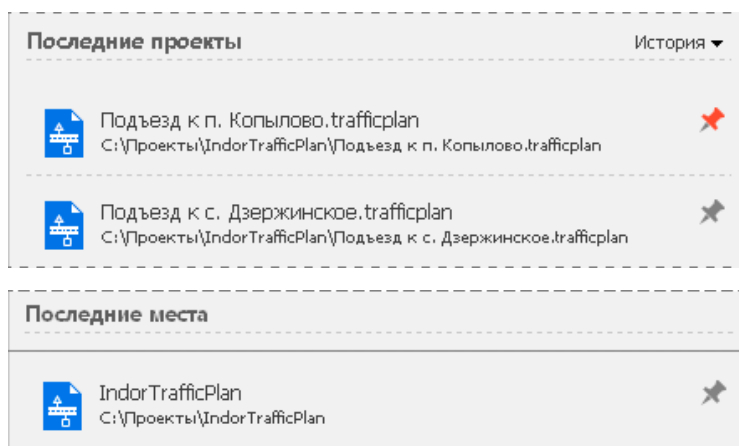 Последние проекты
История
Подъезд к п. Копылово.trafficplan
C:\Проекты\IndorTrafficPlan\Подъезд к п. Копылово.trafficplan
Подъезд к с. Дзержинское.trafficplan
C:\Проекты\IndorTrafficPlan\Подъезд к с. Дзержинское.trafficplan
Последние места
IndorTrafficPlan
C:\Проекты\IndorTrafficPlan